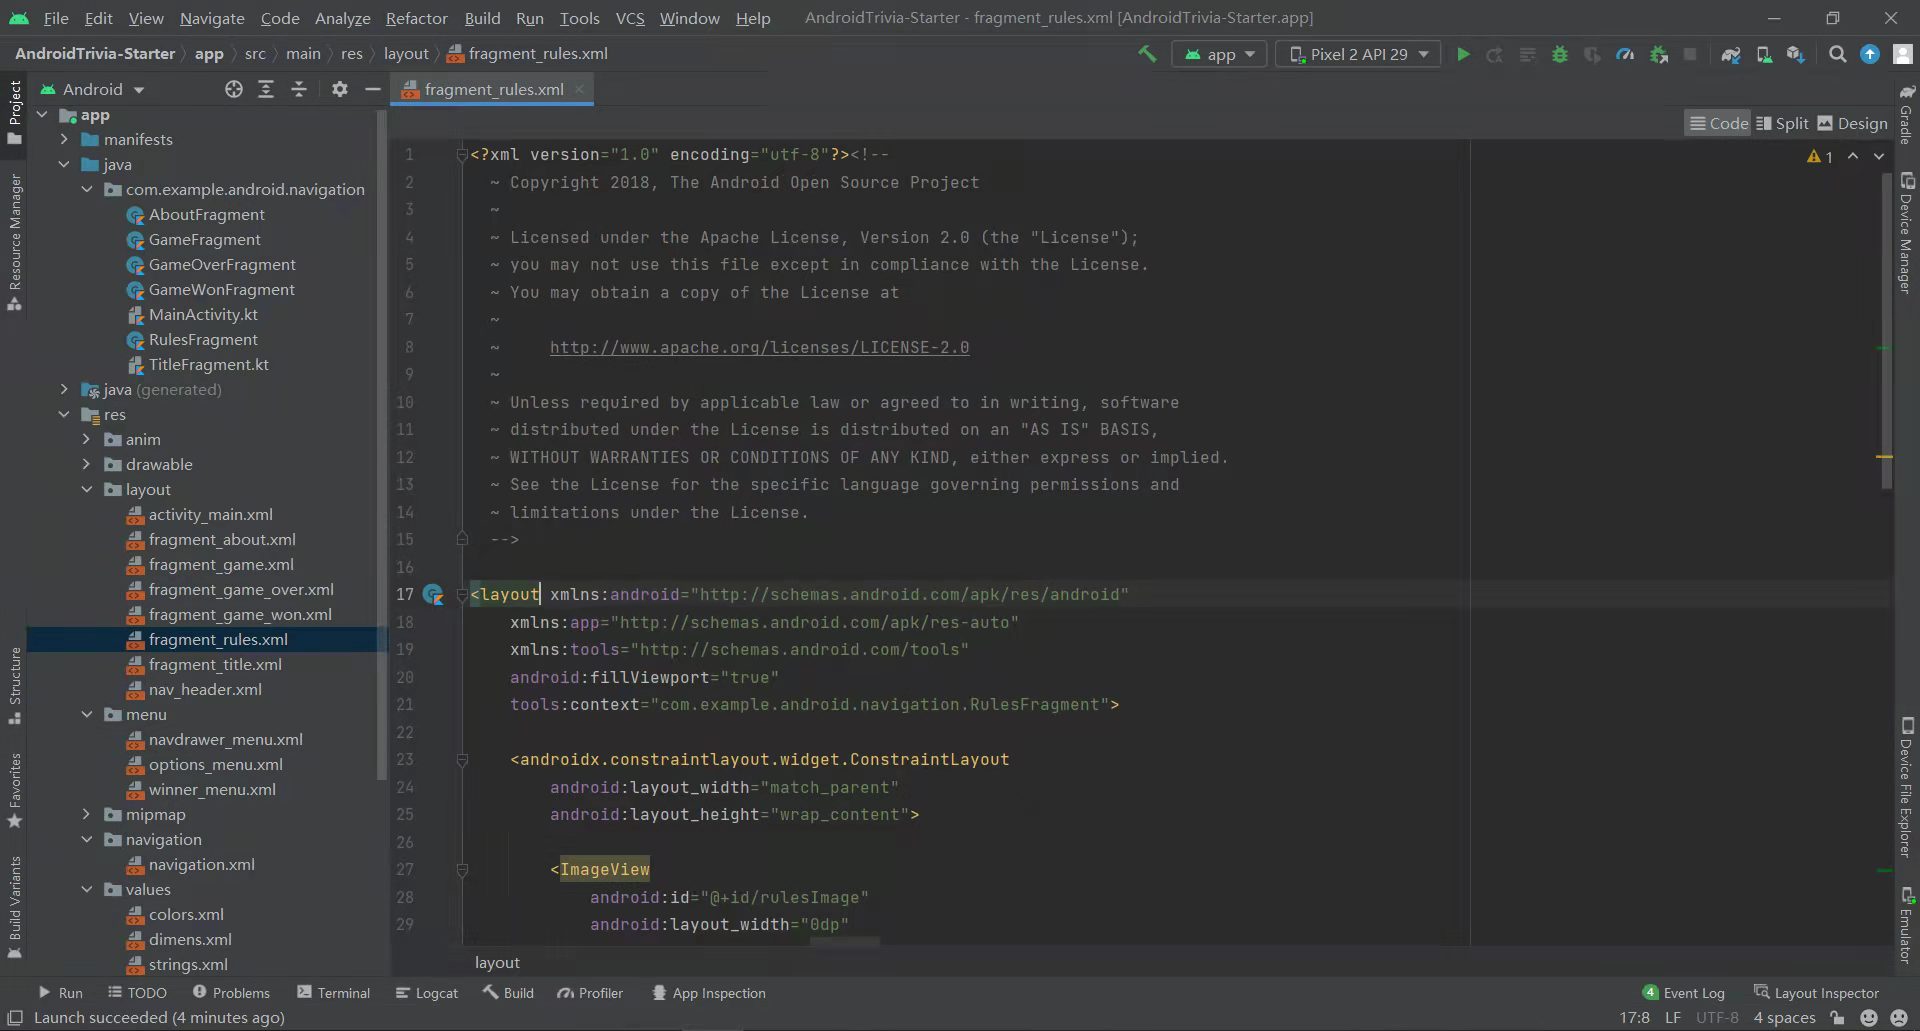 File Edit View Navigate Code Analyze Refactor Build Run Tools VCS Window Help AndroidTrivia-Starter - fragment_rules.xml [AndroidTrivia-Starter.app]
AndroidTrivia-Starter app src main res layout fragment_rules.xml app Pixel 2 API 29
Android
fragment_rules.xml
Code Split Design
Project
Resource Manager
Structure
Favorites
Build Variants
app
manifests
java
com.example.android.navigation
AboutFragment
GameFragment
GameOverFragment
GameWonFragment
MainActivity.kt
RulesFragment
TitleFragment.kt
java (generated)
res
anim
drawable
layout
activity_main.xml
fragment_about.xml
fragment_game.xml
fragment_game_over.xml
fragment_game_won.xml
fragment_rules.xml
fragment_title.xml
nav_header.xml
menu
navdrawer_menu.xml
options_menu.xml
winner_menu.xml
mipmap
navigation
navigation.xml
values
colors.xml
dimens.xml
strings.xml
1 <?xml version="1.0" encoding="utf-8"?><!--
2 ~ Copyright 2018, The Android Open Source Project
3 ~
4 ~ Licensed under the Apache License, Version 2.0 (the "License");
5 ~ you may not use this file except in compliance with the License.
6 ~ You may obtain a copy of the License at
7 ~
8 ~ http://www.apache.org/licenses/LICENSE-2.0
9 ~
10 ~ Unless required by applicable law or agreed to in writing, software
11 ~ distributed under the License is distributed on an "AS IS" BASIS,
12 ~ WITHOUT WARRANTIES OR CONDITIONS OF ANY KIND, either express or implied.
13 ~ See the License for the specific language governing permissions and
14 ~ limitations under the License.
15 -->
16
17 <layout xmlns:android="http://schemas.android.com/apk/res/android"
18 xmlns:app="http://schemas.android.com/apk/res-auto"
19 xmlns:tools="http://schemas.android.com/tools"
20 android:fillViewport="true"
21 tools:context="com.example.android.navigation.RulesFragment">
22
23 <androidx.constraintlayout.widget.ConstraintLayout
24 android:layout_width="match_parent"
25 android:layout_height="wrap_content">
26
27 <ImageView
28 android:id="@+id/rulesImage"
29 android:layout_width="0dp"
1
layout
Gradle
Device Manager
Device File Explorer
Emulator
Run TODO Problems Terminal Logcat Build Profiler App Inspection 4 Event Log Layout Inspector
Launch succeeded (4 minutes ago) 17:8 LF UTF-8 4 spaces